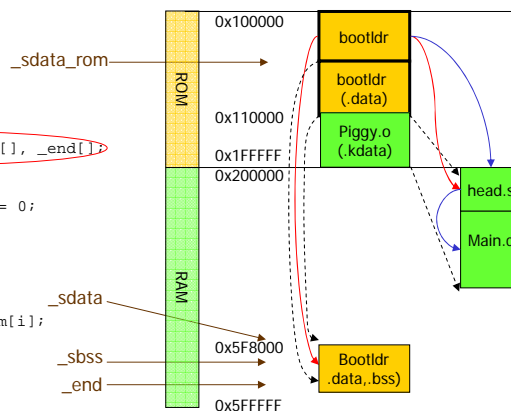 0x100000
bootldr
_sdata_rom
ROM
bootldr
(.data)
0x110000
Piggy.o
(.kdata)
[], _end[];
0x1FFFFF
0x200000
= 0;
head.s
Main.c
RAM
_sdata
m[i];
0x5F8000
_sbss
Bootldr
.data,.bss)
_end
0x5FFFFF